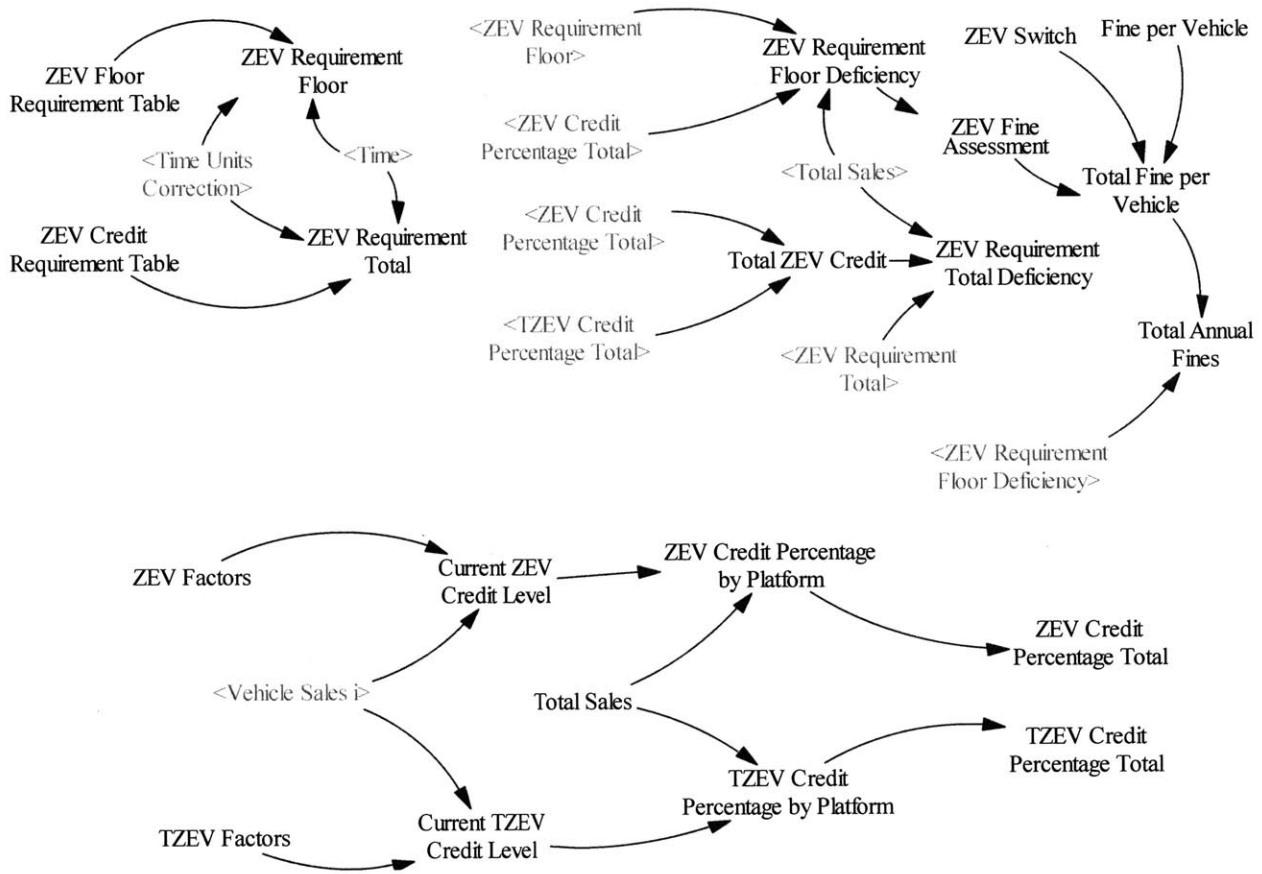 ZEV Floor
Requirement Table
ZEV Requirement
Floor
<Time Units
Correction>
<Time>
ZEV Credit
Requirement Table
ZEV Requirement
Total
<ZEV Requirement
Floor>
ZEV Requirement
Floor Deficiency
<ZEV Credit
Percentage Total>
<Total Sales>
<ZEV Credit
Percentage Total>
Total ZEV Credit
ZEV Requirement
Total Deficiency
<TZEV Credit
Percentage Total>
<ZEV Requirement
Total>
ZEV Switch
Fine per Vehicle
ZEV Fine
Assessment
Total Fine per
Vehicle
Total Annual
Fines
<ZEV Requirement
Floor Deficiency>
ZEV Factors
Current ZEV
Credit Level
ZEV Credit Percentage
by Platform
ZEV Credit
Percentage Total
<Vehicle Sales i>
Total Sales
TZEV Credit
Percentage Total
TZEV Credit
Percentage by Platform
TZEV Factors
Current TZEV
Credit Level